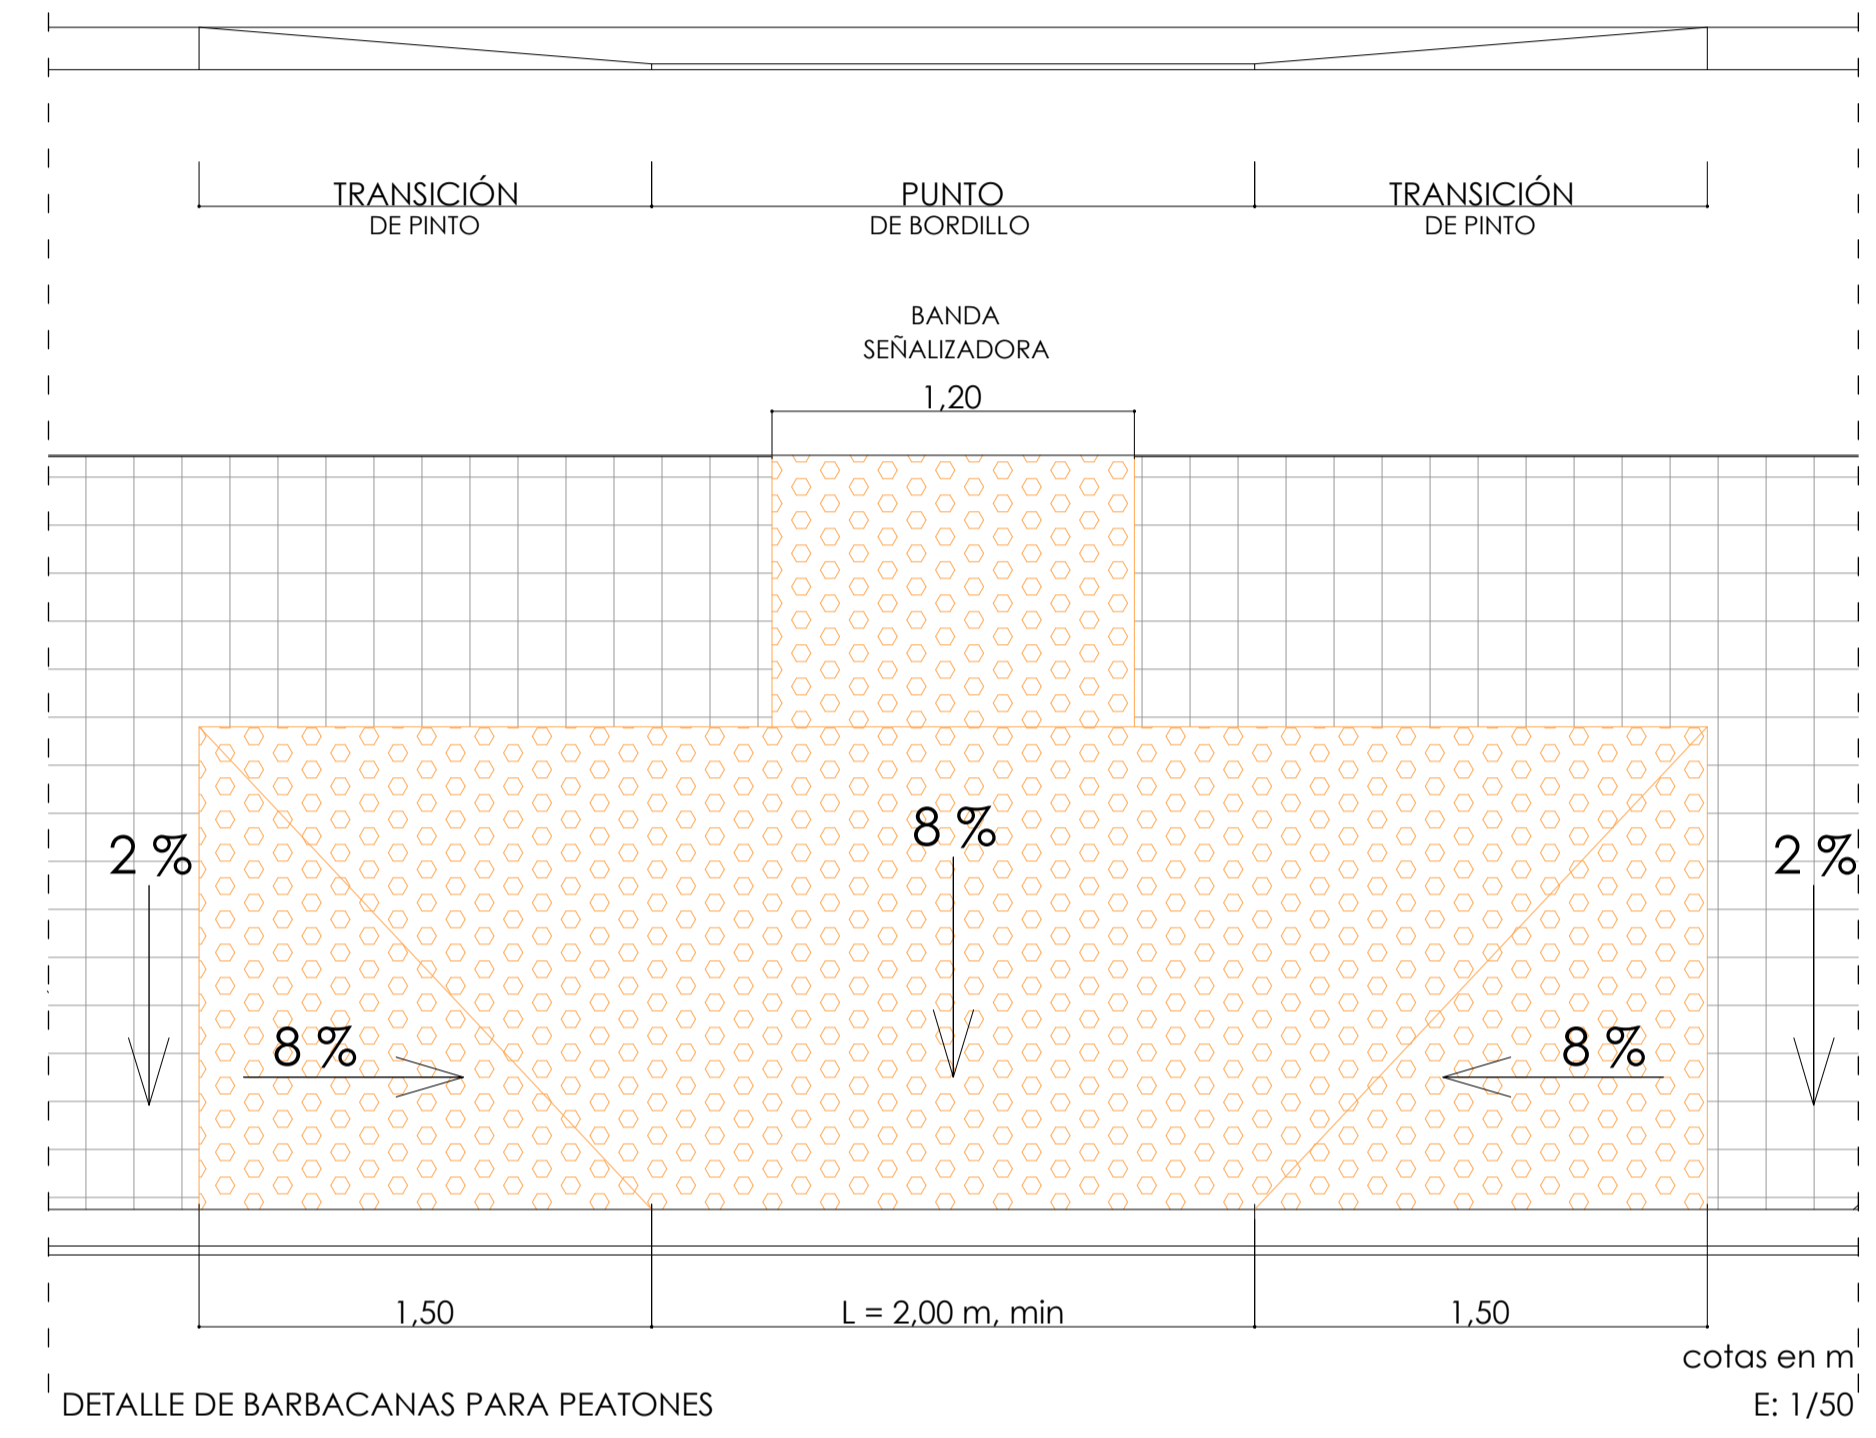 TRANSICIÓN
DE PINTO
PUNTO
DE BORDILLO
TRANSICIÓN
DE PINTO
BANDA
SEÑALIZADORA
1,20
2 %
8 %
2 %
8 %
8 %
1,50
L = 2,00 m, min
1,50
cotas en m
DETALLE DE BARBACANAS PARA PEATONES
E: 1/50